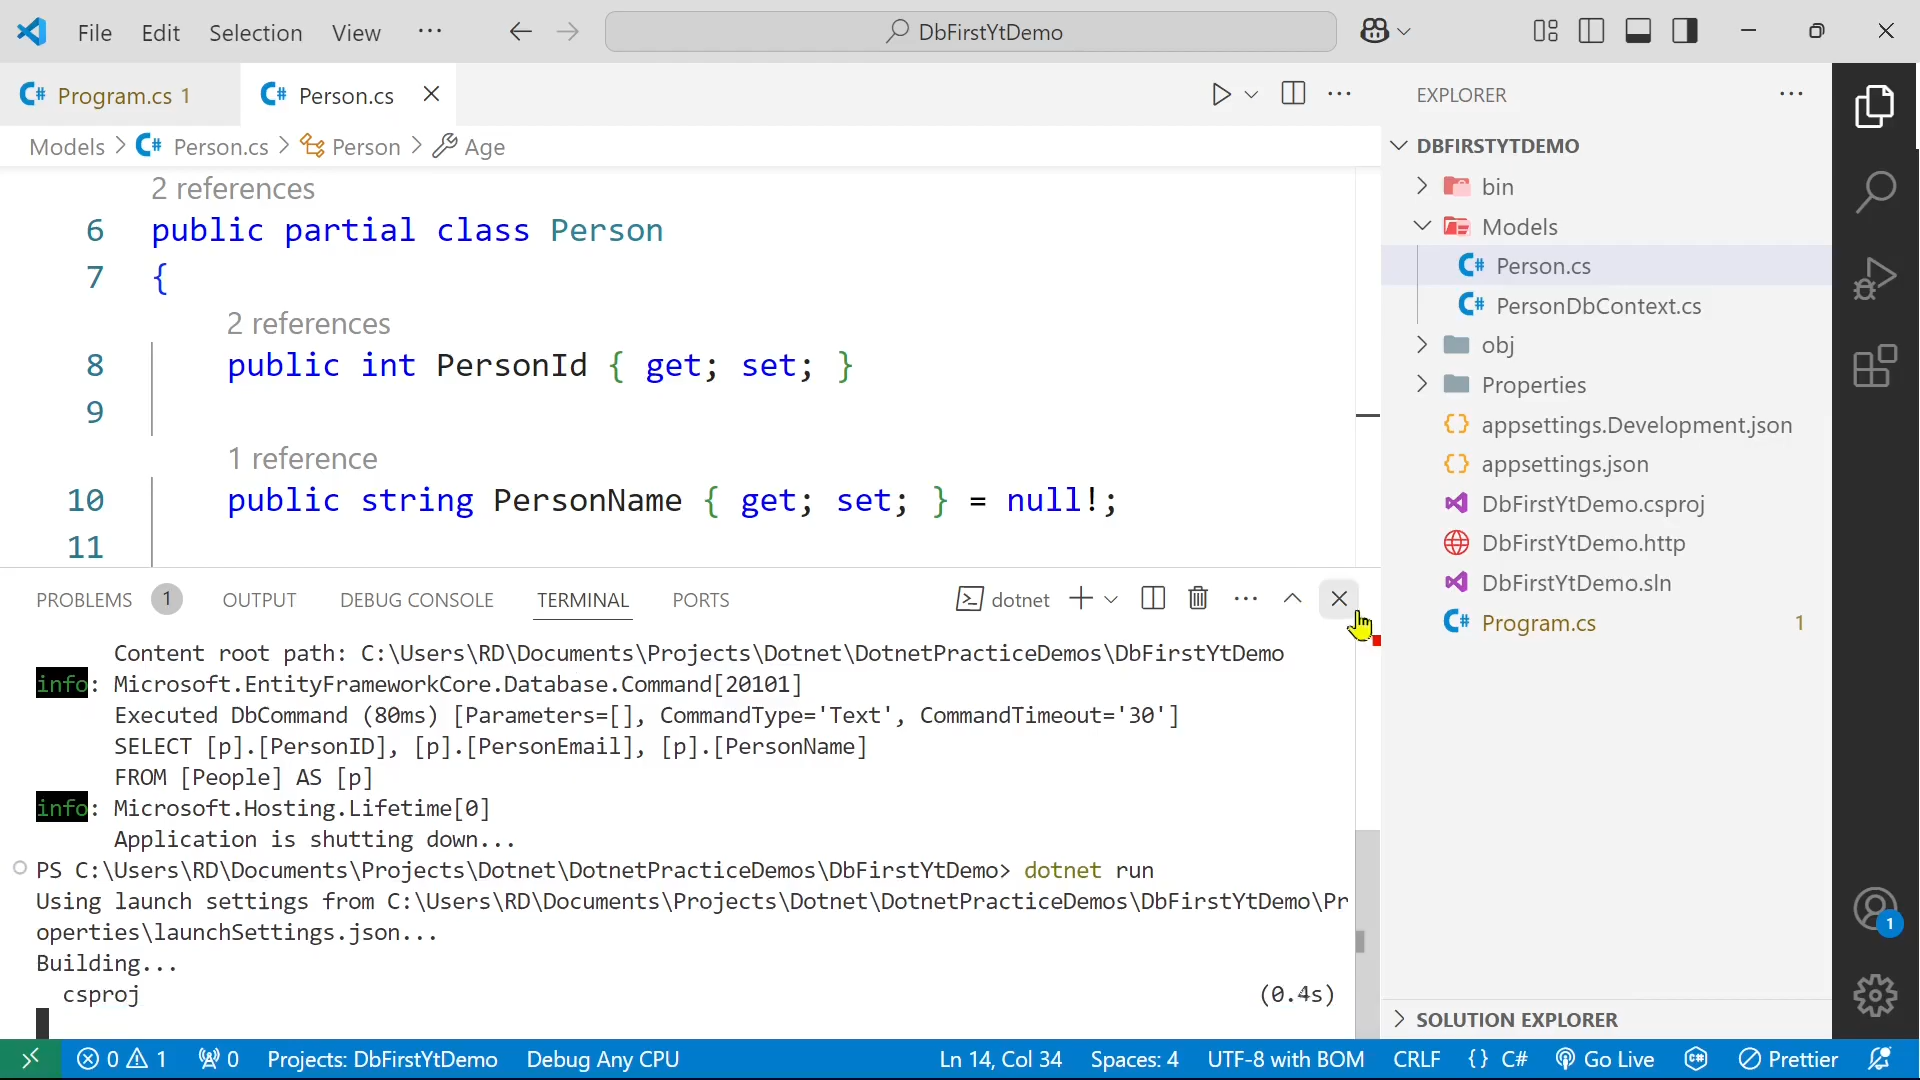 File Edit Selection View ··· DbFirstYtDemo
C# Program.cs 1 C# Person.cs
Models > C# Person.cs > Person > Age
2 references
6 public partial class Person
7 {
2 references
8 public int PersonId { get; set; }
9
1 reference
10 public string PersonName { get; set; } = null!;
11
PROBLEMS 1 OUTPUT DEBUG CONSOLE TERMINAL PORTS dotnet
Content root path: C:\Users\RD\Documents\Projects\Dotnet\DotnetPracticeDemos\DbFirstYtDemo
info: Microsoft.EntityFrameworkCore.Database.Command[20101]
Executed DbCommand (80ms) [Parameters=[], CommandType='Text', CommandTimeout='30']
SELECT [p].[PersonID], [p].[PersonEmail], [p].[PersonName]
FROM [People] AS [p]
info: Microsoft.Hosting.Lifetime[0]
Application is shutting down...
PS C:\Users\RD\Documents\Projects\Dotnet\DotnetPracticeDemos\DbFirstYtDemo> dotnet run
Using launch settings from C:\Users\RD\Documents\Projects\Dotnet\DotnetPracticeDemos\DbFirstYtDemo\Pr
operties\launchSettings.json...
Building...
csproj (0.4s)
EXPLORER
DBFIRSTYTDEMO
bin
Models
C# Person.cs
C# PersonDbContext.cs
obj
Properties
{} appsettings.Development.json
{} appsettings.json
DbFirstYtDemo.csproj
DbFirstYtDemo.http
DbFirstYtDemo.sln
C# Program.cs 1
SOLUTION EXPLORER
1
0 1 0 Projects: DbFirstYtDemo Debug Any CPU Ln 14, Col 34 Spaces: 4 UTF-8 with BOM CRLF {} C# Go Live Prettier